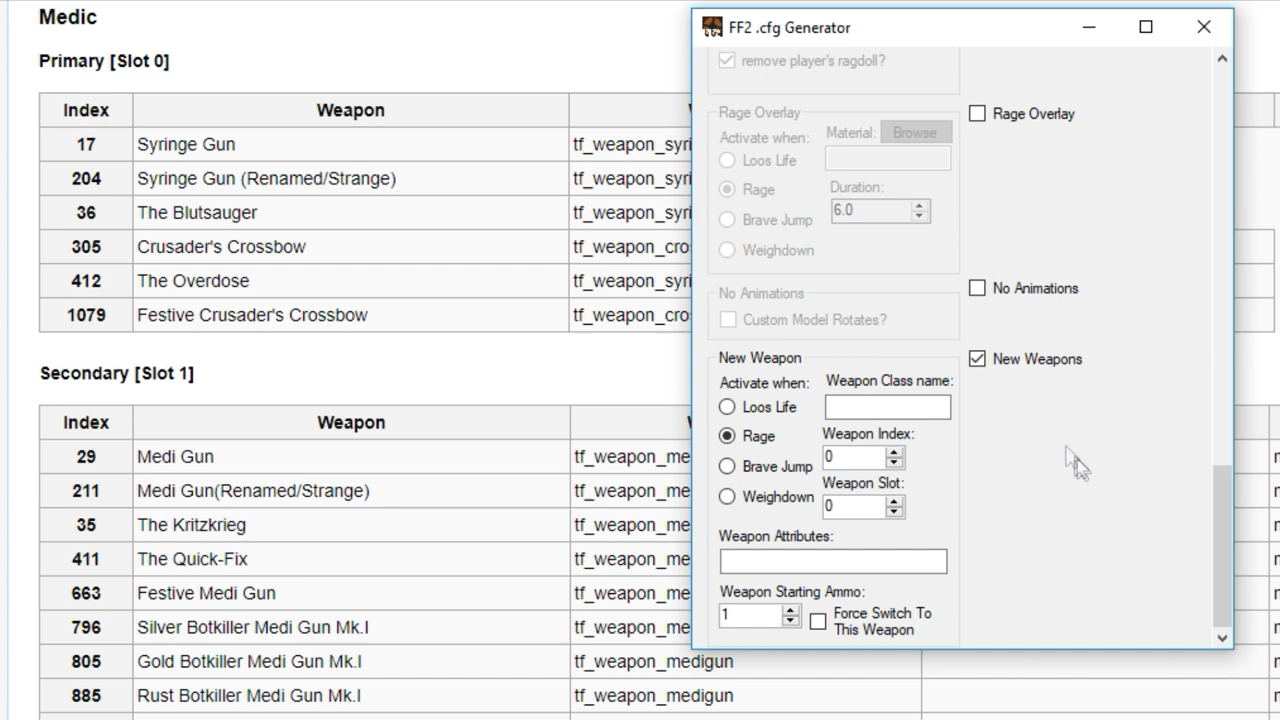 Medic
Primary [Slot 0]
Index Weapon
17 Syringe Gun tf_weapon_syri
204 Syringe Gun (Renamed/Strange) tf_weapon_syri
36 The Blutsauger tf_weapon_syri
305 Crusader's Crossbow tf_weapon_cro
412 The Overdose tf_weapon_syri
1079 Festive Crusader's Crossbow tf_weapon_cro
Secondary [Slot 1]
Index Weapon
29 Medi Gun tf_weapon_me
211 Medi Gun(Renamed/Strange) tf_weapon_me
35 The Kritzkrieg tf_weapon_me
411 The Quick-Fix tf_weapon_me
663 Festive Medi Gun tf_weapon_me
796 Silver Botkiller Medi Gun Mk.I tf_weapon_me
805 Gold Botkiller Medi Gun Mk.I tf_weapon_medigun
885 Rust Botkiller Medi Gun Mk.I tf_weapon_medigun
FF2 .cfg Generator
remove player's ragdoll?
Rage Overlay
Rage Overlay
Activate when:
Material: Browse
Loos Life
Rage
Duration:
6.0
Brave Jump
Weighdown
No Animations
No Animations
Custom Model Rotates?
New Weapon
New Weapons
Activate when:
Weapon Class name:
Loos Life
Rage
Weapon Index:
0
Brave Jump
Weapon Slot:
Weighdown
0
Weapon Attributes:
Weapon Starting Ammo:
1
Force Switch To
This Weapon